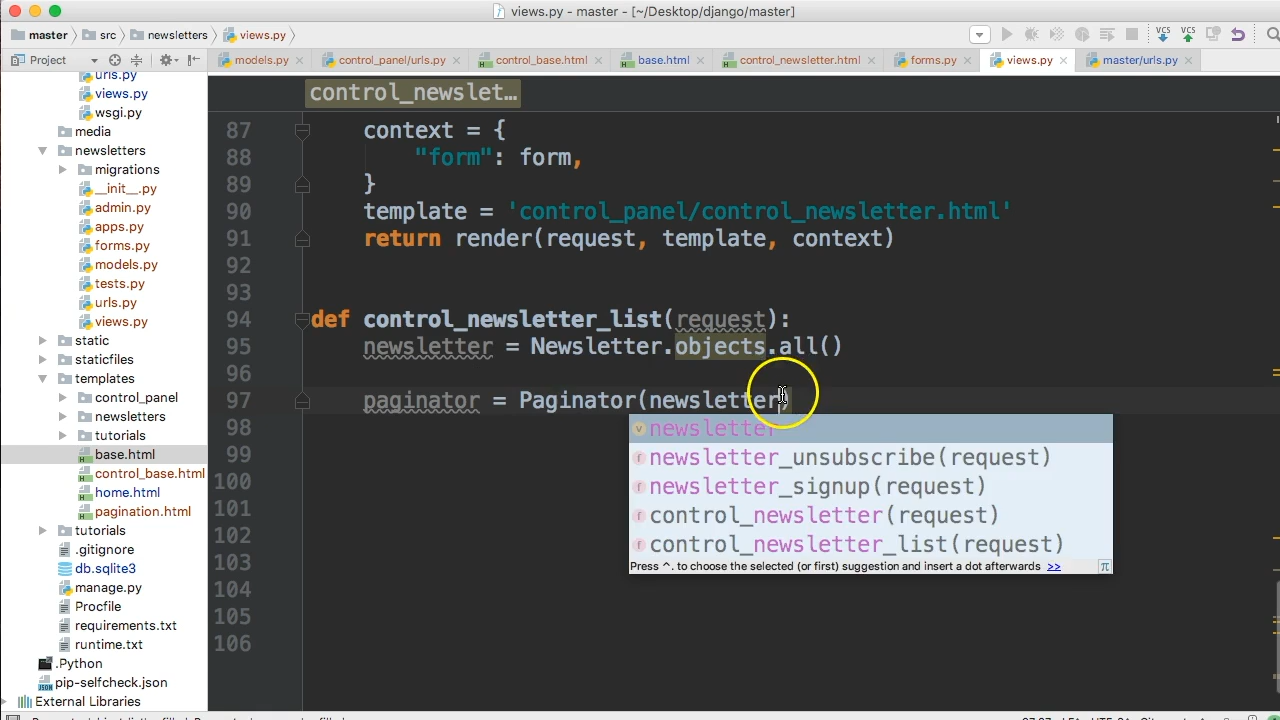 views.py - master - [~/Desktop/django/master]
master src newsletters views.py
VCS VCS
Project
models.py control_panel/urls.py control_base.html base.html control_newsletter.html forms.py views.py master/urls.py
urls.py
views.py
wsgi.py
media
newsletters
migrations
__init__.py
admin.py
apps.py
forms.py
models.py
tests.py
urls.py
views.py
static
staticfiles
templates
control_panel
newsletters
tutorials
base.html
control_base.html
home.html
pagination.html
tutorials
.gitignore
db.sqlite3
manage.py
Procfile
requirements.txt
runtime.txt
.Python
pip-selfcheck.json
External Libraries
control_newslet...
87 context = {
88 "form": form,
89 }
90 template = 'control_panel/control_newsletter.html'
91 return render(request, template, context)
92
93
94 def control_newsletter_list(request):
95 newsletter = Newsletter.objects.all()
96
97 paginator = Paginator(newsletter)
98
99
100
101
102
103
104
105
106
newsletter
newsletter_unsubscribe(request)
newsletter_signup(request)
control_newsletter(request)
control_newsletter_list(request)
Press ^. to choose the selected (or first) suggestion and insert a dot afterwards >> π